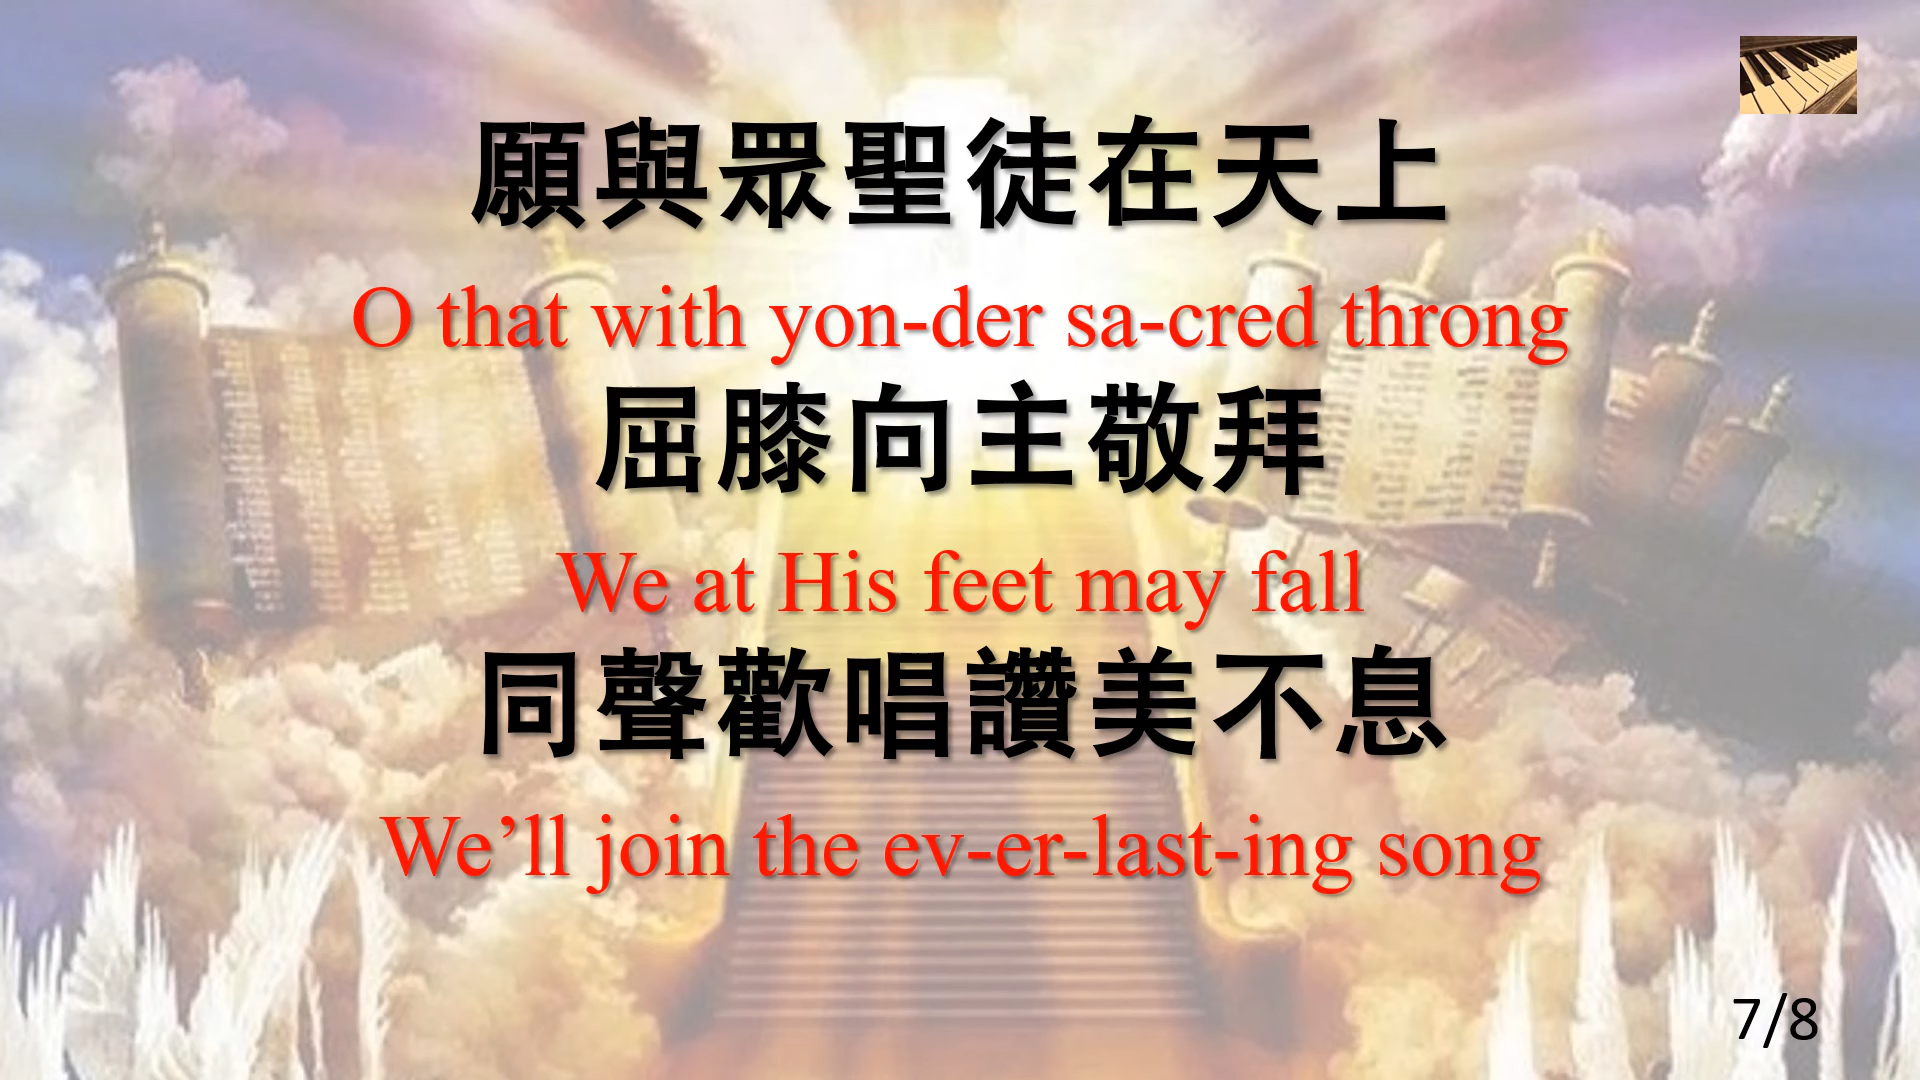 願與眾聖徒在天上
O that with yon-der sa-cred throng
屈膝向主敬拜
We at His feet may fall
同聲歡唱讚美不息
We’ll join the ev-er-last-ing song
7/8